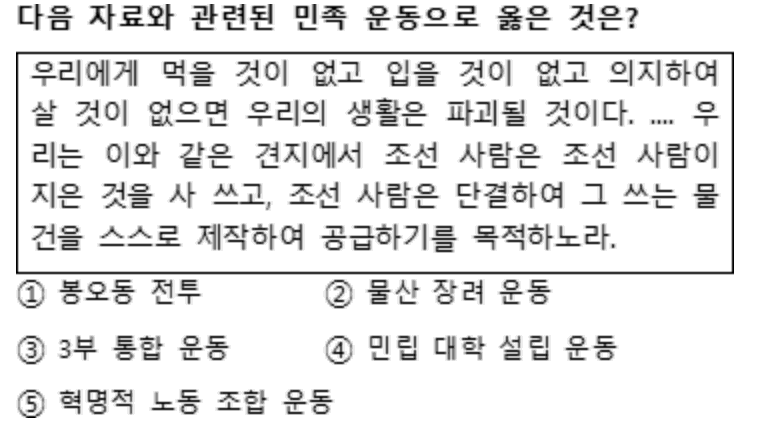 다음 자료와 관련된 민족 운동으로 옳은 것은?
우리에게 먹을 것이 없고 입을 것이 없고 의지하여
살 것이 없으면 우리의 생활은 파괴될 것이다. .... 우
리는 이와 같은 견지에서 조선 사람은 조선 사람이
지은 것을 사 쓰고, 조선 사람은 단결하여 그 쓰는 물
건을 스스로 제작하여 공급하기를 목적하노라.
① 봉오동 전투 ② 물산 장려 운동
③ 3부 통합 운동 ④ 민립 대학 설립 운동
⑤ 혁명적 노동 조합 운동